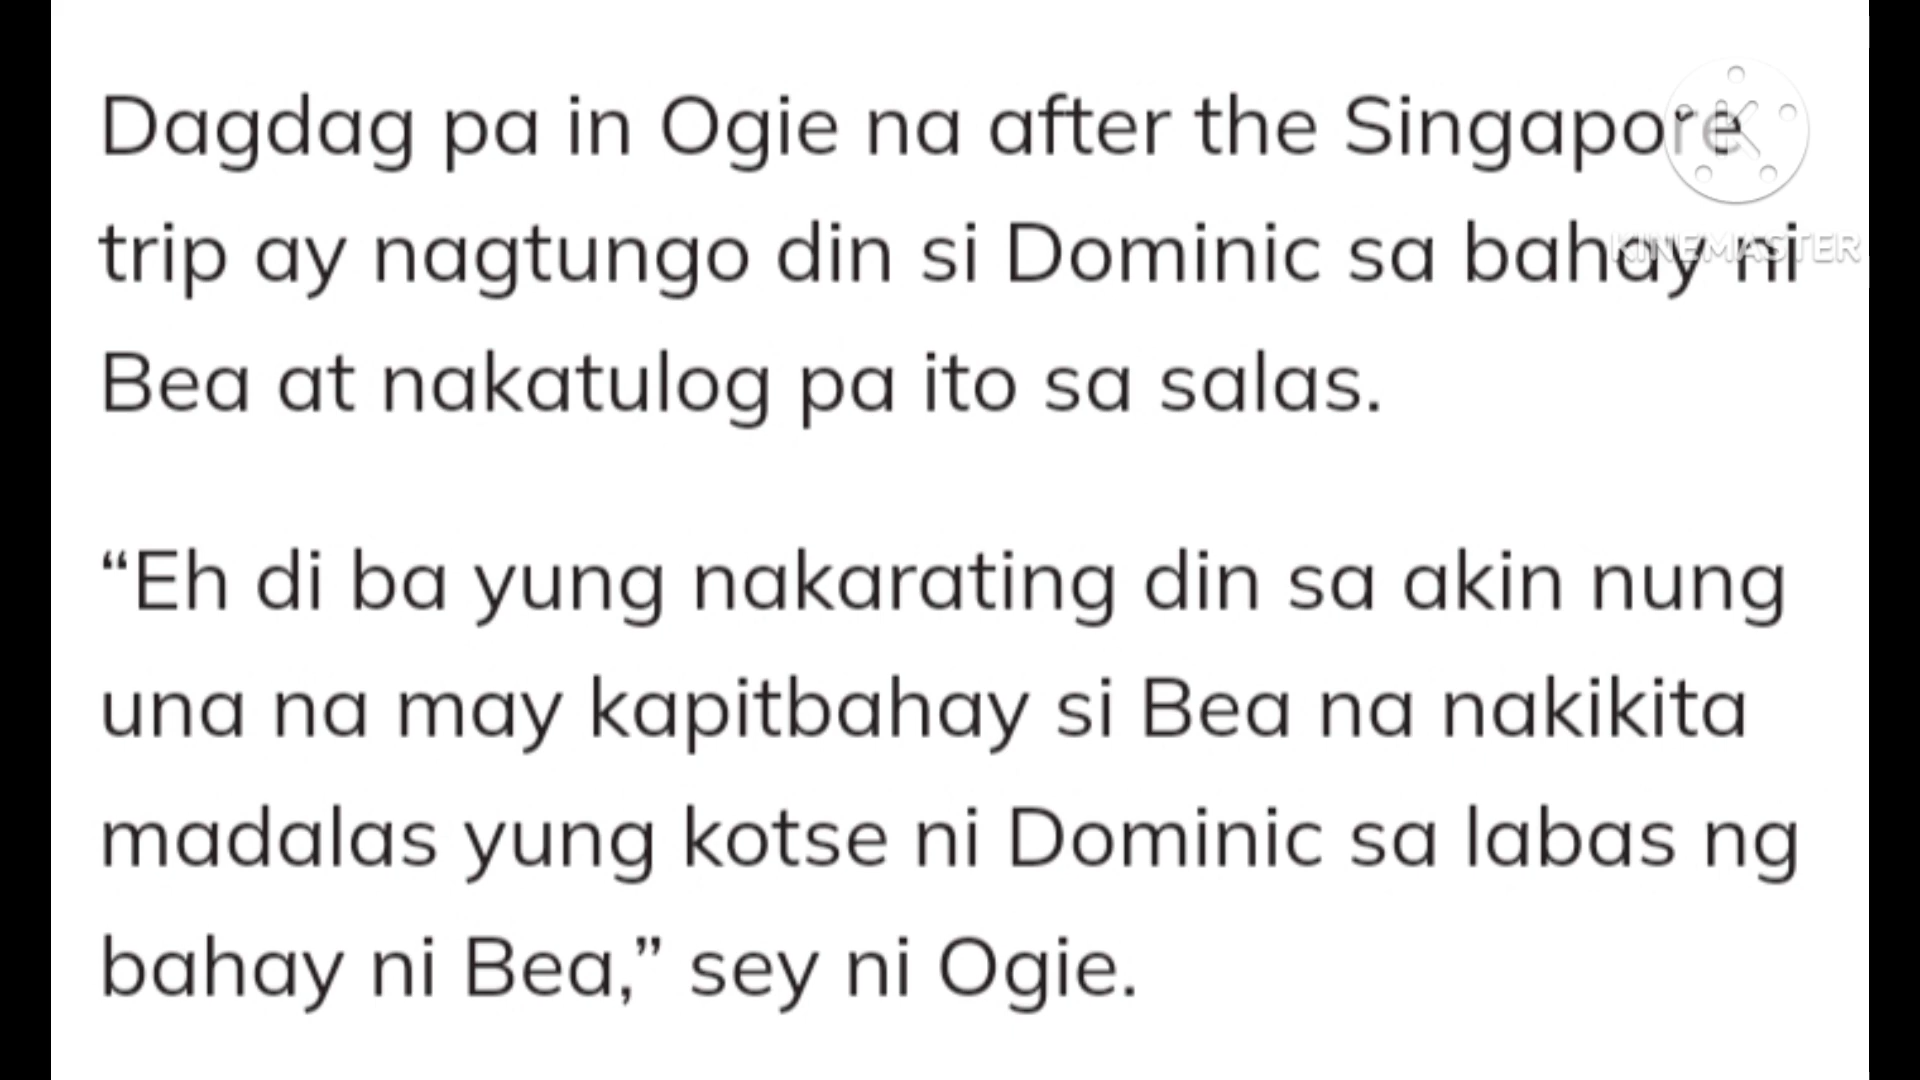 Dagdag pa in Ogie na after the Singapore
trip ay nagtungo din si Dominic sa bahay ni
Bea at nakatulog pa ito sa salas.
“Eh di ba yung nakarating din sa akin nung
una na may kapitbahay si Bea na nakikita
madalas yung kotse ni Dominic sa labas ng
bahay ni Bea,” sey ni Ogie.
KINEMASTER